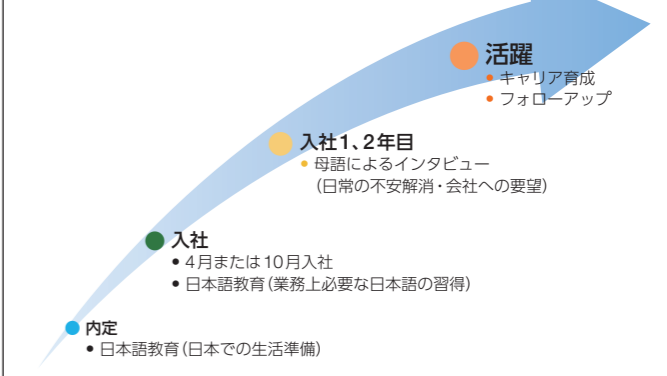 活躍
• キャリア育成
• フォローアップ
入社1、2年目
• 母語によるインタビュー
（日常の不安解消・会社への要望）
入社
• 4月または10月入社
• 日本語教育（業務上必要な日本語の習得）
内定
• 日本語教育（日本での生活準備）